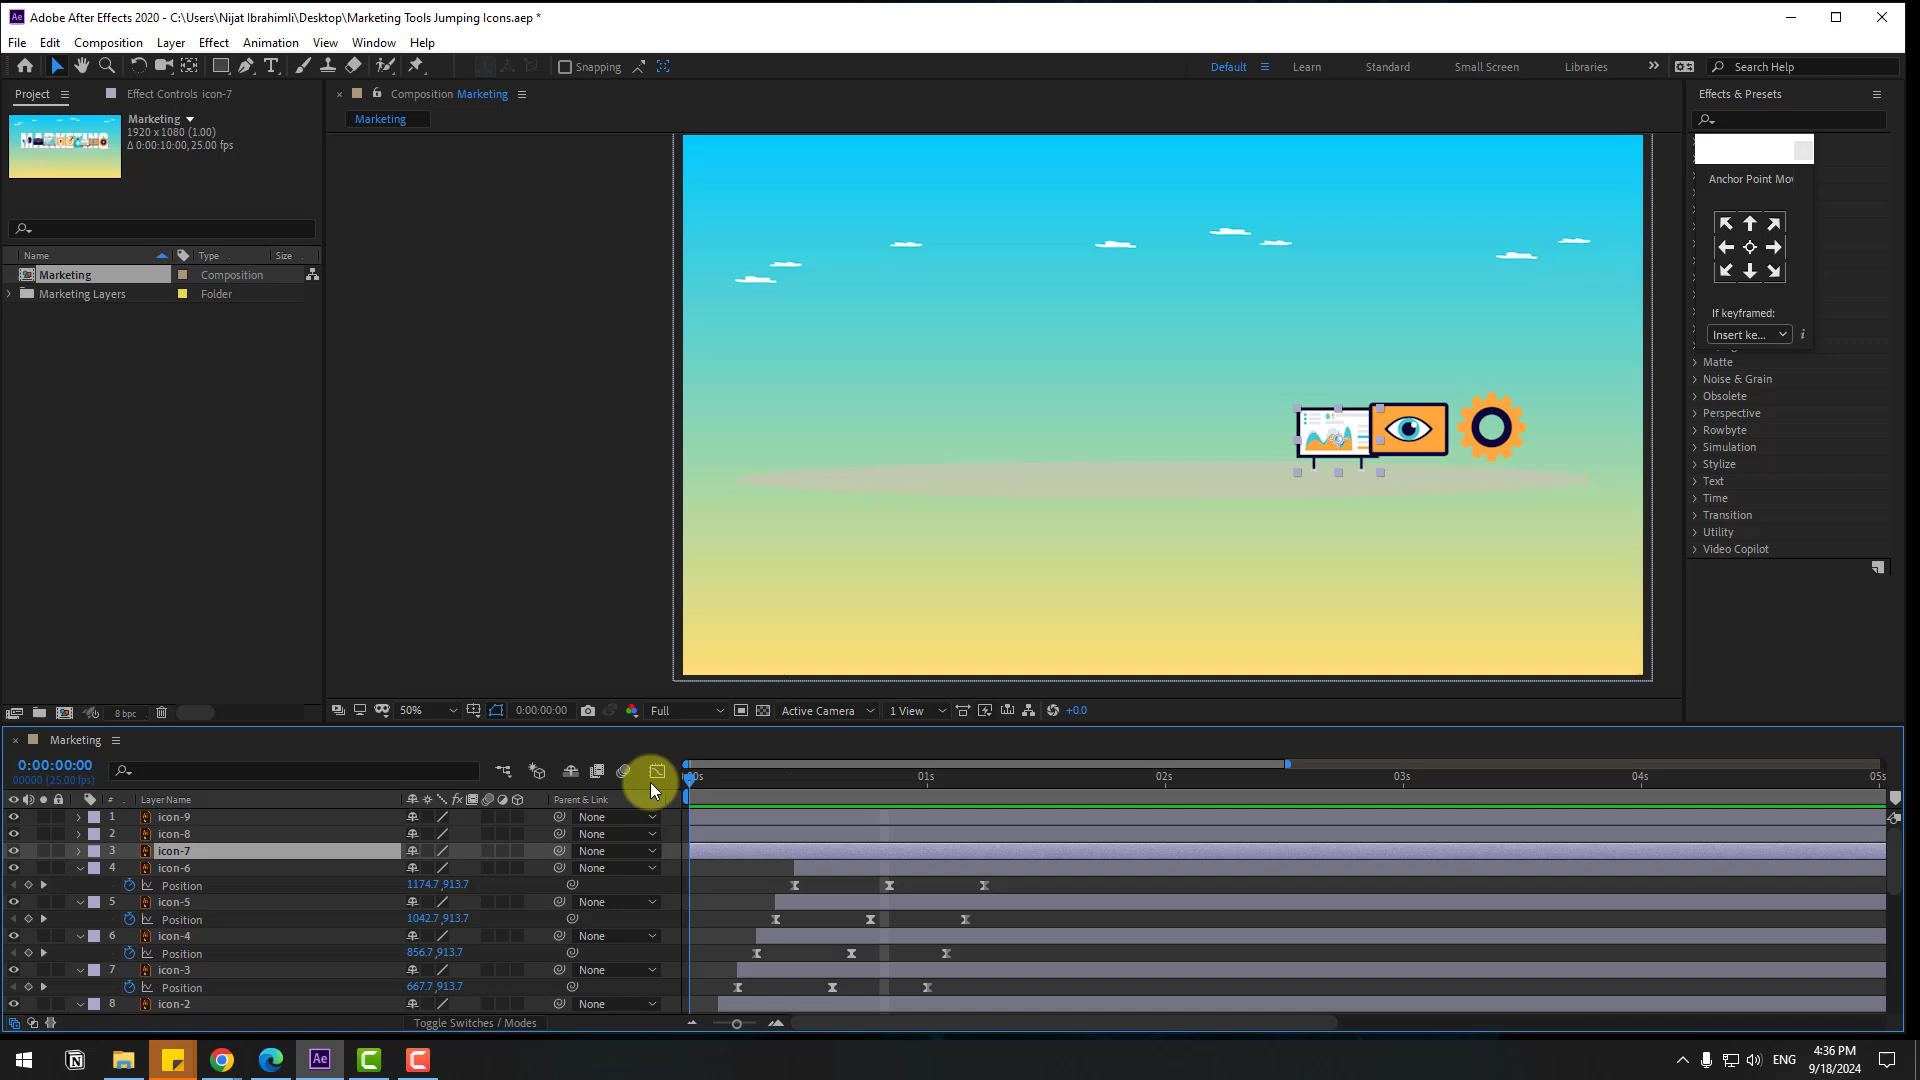 Adobe After Effects 2020 - C:\Users\Nijat Ibrahimli\Desktop\Marketing Tools Jumping Icons.aep *
File Edit Composition Layer Effect Animation View Window Help
Snapping Default Learn Standard Small Screen Libraries Search Help
Project Effect Controls icon-7 Composition Marketing Effects & Presets
Marketing
Marketing
1920 x 1080 (1.00)
Δ 0:00:10:00, 25.00 fps
Anchor Point Mov
If keyframed:
Insert ke...
Name Type Size
Marketing Composition
Marketing Layers Folder
Matte
Noise & Grain
Obsolete
Perspective
Rowbyte
Simulation
Stylize
Text
Time
Transition
Utility
Video Copilot
8 bpc 50% 0:00:00:00 Full Active Camera 1 View +0.0
Marketing
0:00:00:00
00000 (25.00 fps)
:00s 01s 02s 03s 04s 05s
# Layer Name Parent & Link
1 icon-9 None
2 icon-8 None
3 icon-7 None
4 icon-6 None
Position 1174.7,913.7
5 icon-5 None
Position 1042.7,913.7
6 icon-4 None
Position 856.7,913.7
7 icon-3 None
Position 667.7,913.7
8 icon-2 None
Toggle Switches / Modes
ENG 4:36 PM
9/18/2024